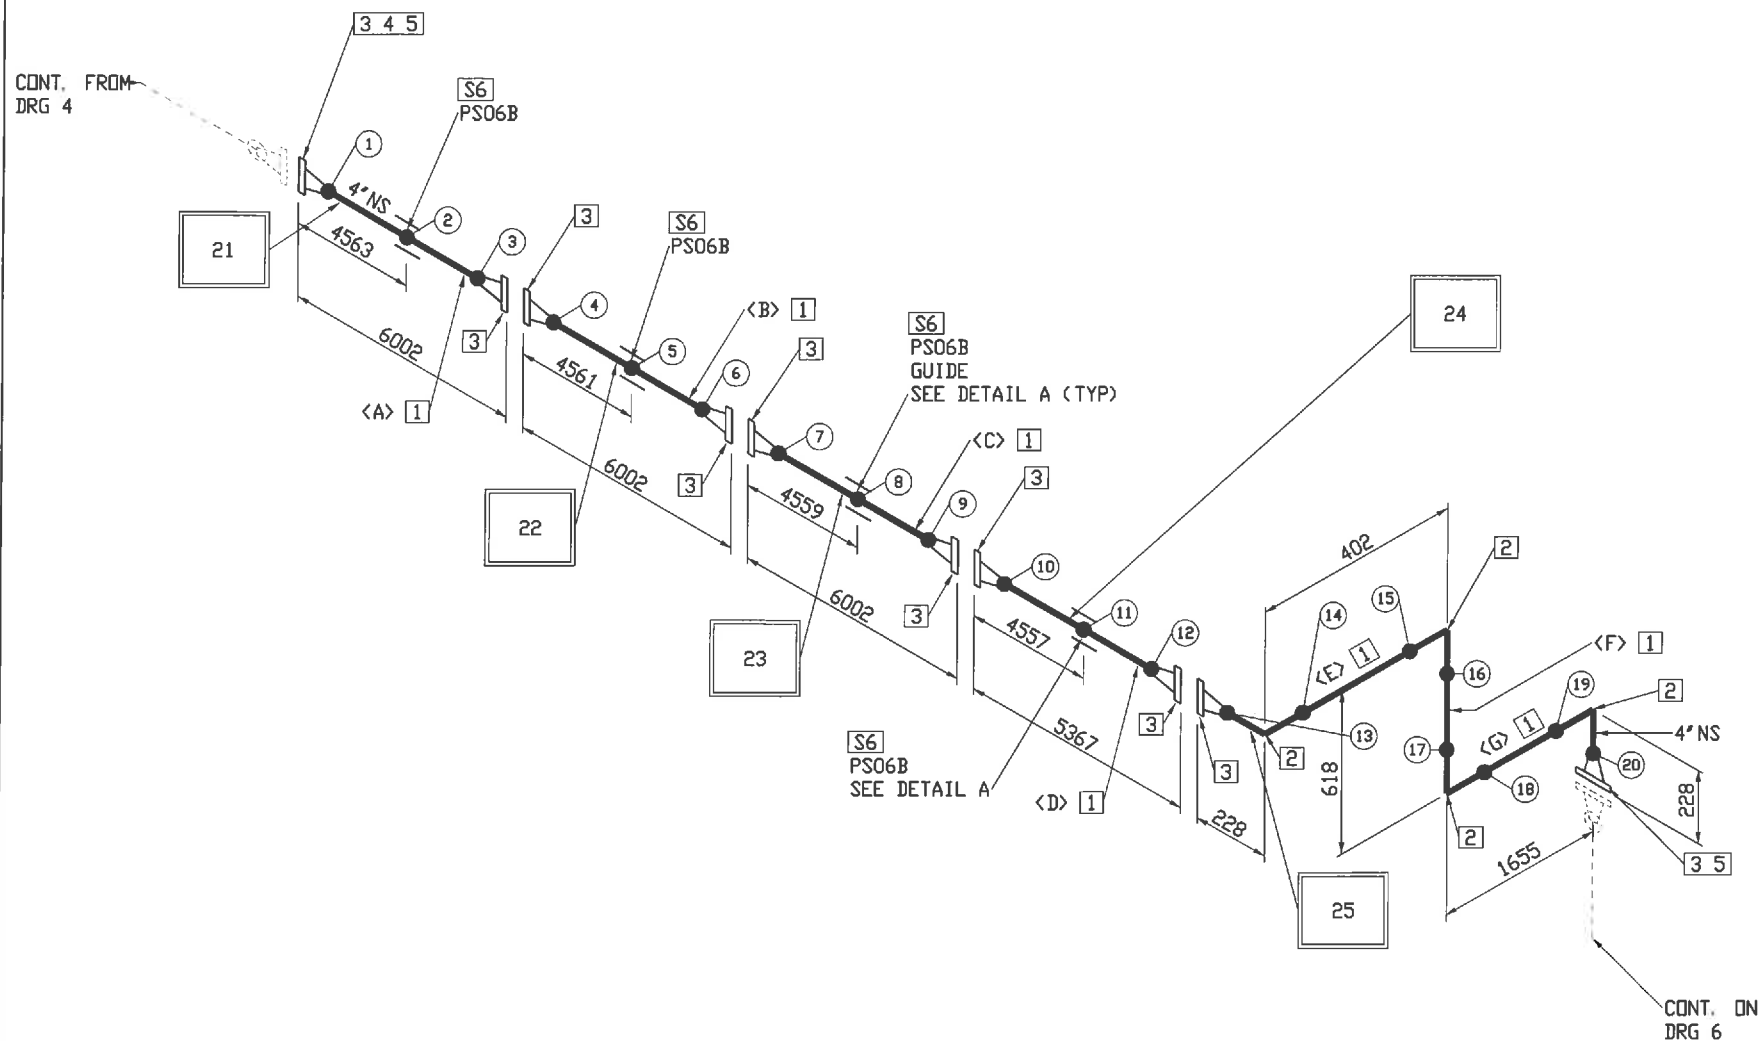 3 4 5
CONT. FROM
DRG 4
S6
PS06B
1
4" NS
2
21
4563
3
3
S6
PS06B
6002
3
4
<A> 1
5
<B> 1
4561
6
S6
PS06B
GUIDE
SEE DETAIL A (TYP)
3
24
22
6002
3
7
8
<C> 1
4559
9
3
23
6002
3
10
11
4557
12
402
2
15
14
<E> 1
<F> 1
16
19
2
S6
PS06B
SEE DETAIL A
5367
3
<D> 1
3
2
13
618
17
<G> 1
18
4" NS
20
228
228
2
3 5
1655
25
CONT. ON
DRG 6